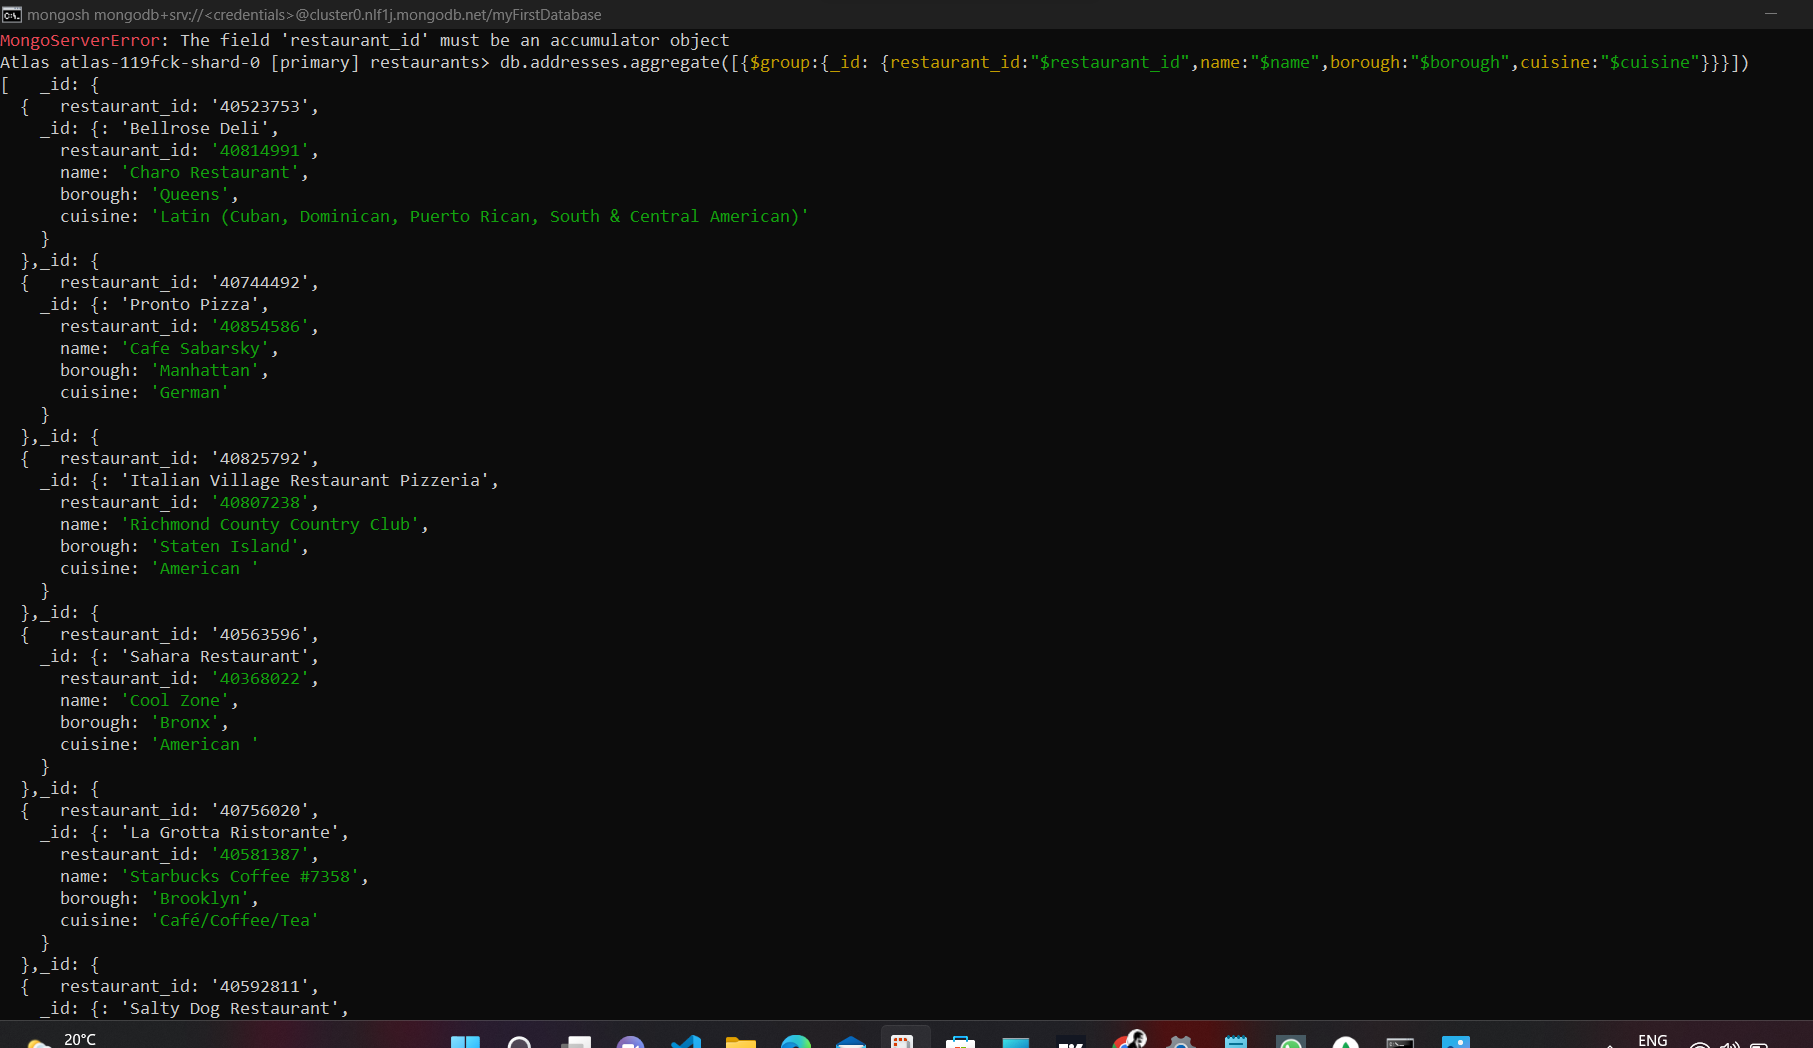 mongosh mongodb+srv://<credentials>@cluster0.nlf1j.mongodb.net/myFirstDatabase
MongoServerError: The field 'restaurant_id' must be an accumulator object
Atlas atlas-119fck-shard-0 [primary] restaurants> db.addresses.aggregate([{$group:{_id: {restaurant_id:"$restaurant_id",name:"$name",borough:"$borough",cuisine:"$cuisine"}}}])
[   _id: {
  {   restaurant_id: '40523753',
    _id: {: 'Bellrose Deli',
      restaurant_id: '40814991',
      name: 'Charo Restaurant',
      borough: 'Queens',
      cuisine: 'Latin (Cuban, Dominican, Puerto Rican, South & Central American)'
    }
  },_id: {
  {   restaurant_id: '40744492',
    _id: {: 'Pronto Pizza',
      restaurant_id: '40854586',
      name: 'Cafe Sabarsky',
      borough: 'Manhattan',
      cuisine: 'German'
    }
  },_id: {
  {   restaurant_id: '40825792',
    _id: {: 'Italian Village Restaurant Pizzeria',
      restaurant_id: '40807238',
      name: 'Richmond County Country Club',
      borough: 'Staten Island',
      cuisine: 'American '
    }
  },_id: {
  {   restaurant_id: '40563596',
    _id: {: 'Sahara Restaurant',
      restaurant_id: '40368022',
      name: 'Cool Zone',
      borough: 'Bronx',
      cuisine: 'American '
    }
  },_id: {
  {   restaurant_id: '40756020',
    _id: {: 'La Grotta Ristorante',
      restaurant_id: '40581387',
      name: 'Starbucks Coffee #7358',
      borough: 'Brooklyn',
      cuisine: 'Café/Coffee/Tea'
    }
  },_id: {
  {   restaurant_id: '40592811',
    _id: {: 'Salty Dog Restaurant',
20°C
ENG